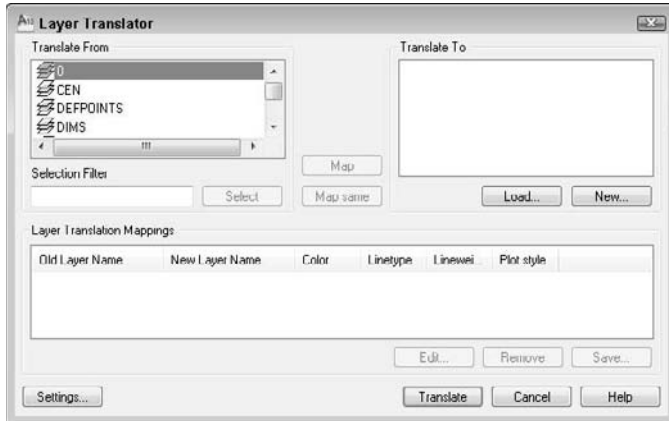 Layer Translator
Translate From
Translate To
0
CEN
DEFPOINTS
DIMS
Selection Filter
Select
Map
Map same
Load...
New...
Layer Translation Mappings
Old Layer Name New Layer Name Color Linetype Linewei... Plot style
Edit... Remove Save...
Settings... Translate Cancel Help